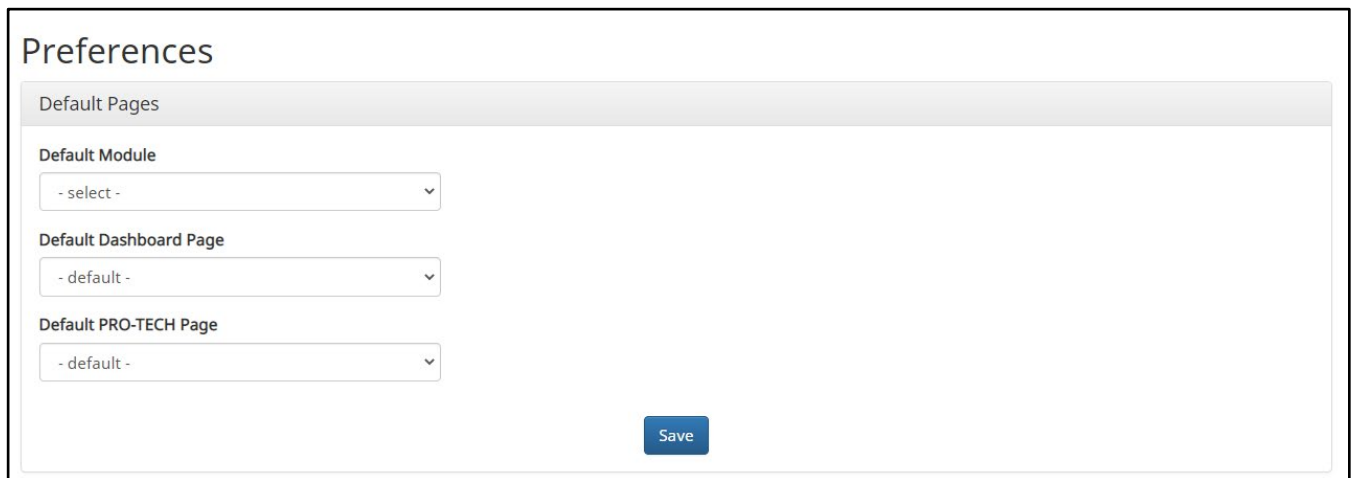 Preferences
Default Pages
Default Module
- select -
Default Dashboard Page
- default -
Default PRO-TECH Page
- default -
Save